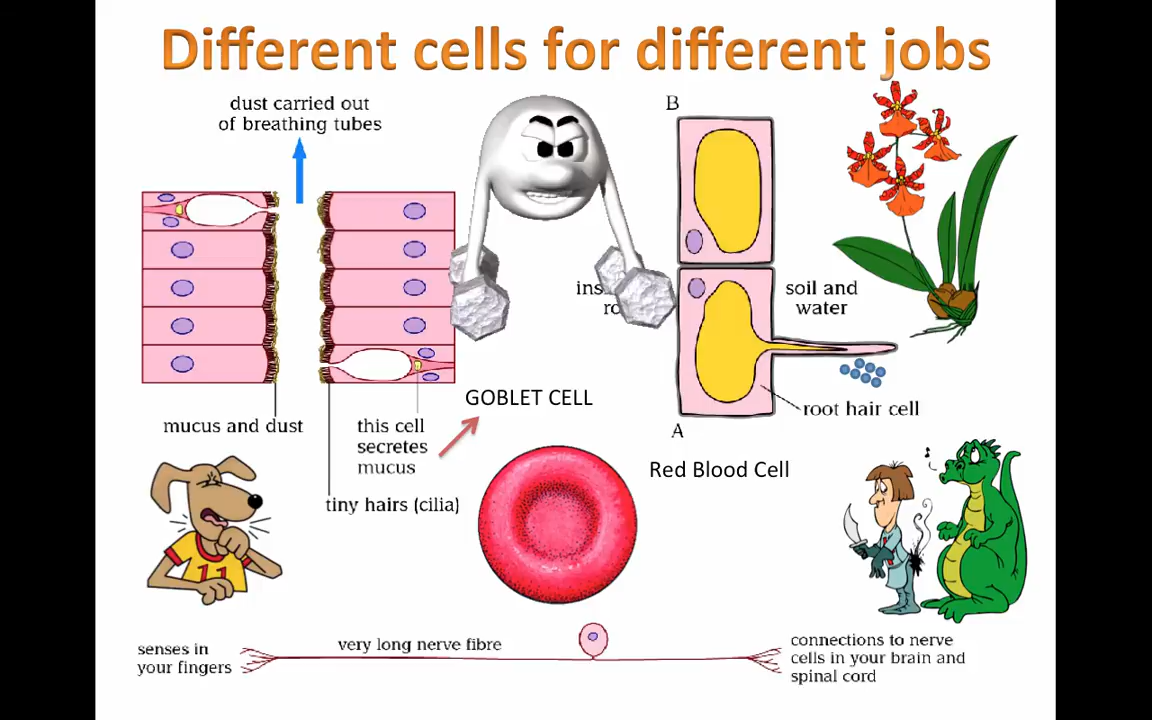 Different cells for different jobs
dust carried out
of breathing tubes
B
soil and
water
root hair cell
A
GOBLET CELL
mucus and dust
this cell
secretes
mucus
tiny hairs (cilia)
Red Blood Cell
11
senses in
your fingers
very long nerve fibre
connections to nerve
cells in your brain and
spinal cord